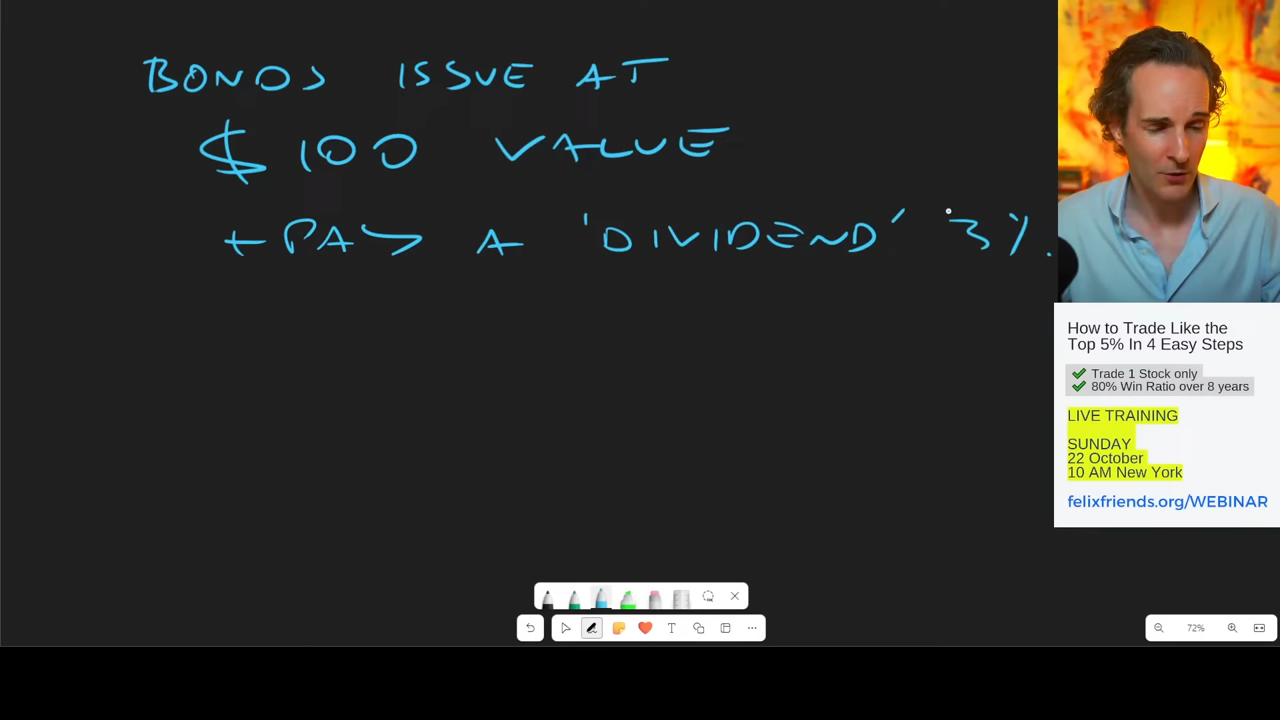 BONDS ISSUE AT
$100 VALUE
+ PAY A 'DIVIDEND' 3%.
How to Trade Like the
Top 5% In 4 Easy Steps
Trade 1 Stock only
80% Win Ratio over 8 years
LIVE TRAINING
SUNDAY
22 October
10 AM New York
felixfriends.org/WEBINAR
T
72%